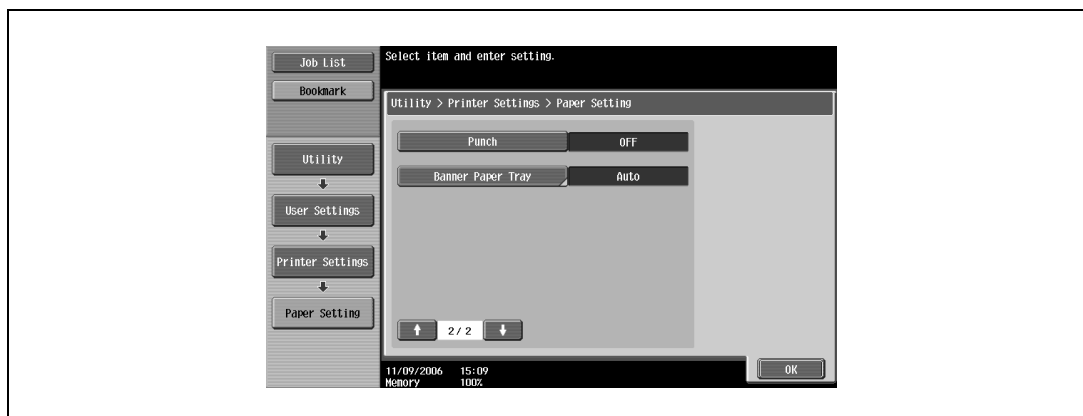 Job List
Bookmark
Select item and enter setting.
Utility > Printer Settings > Paper Setting
Utility
User Settings
Printer Settings
Paper Setting
Punch OFF
Banner Paper Tray Auto
2/ 2
11/09/2006 15:09
Memory 100%
OK